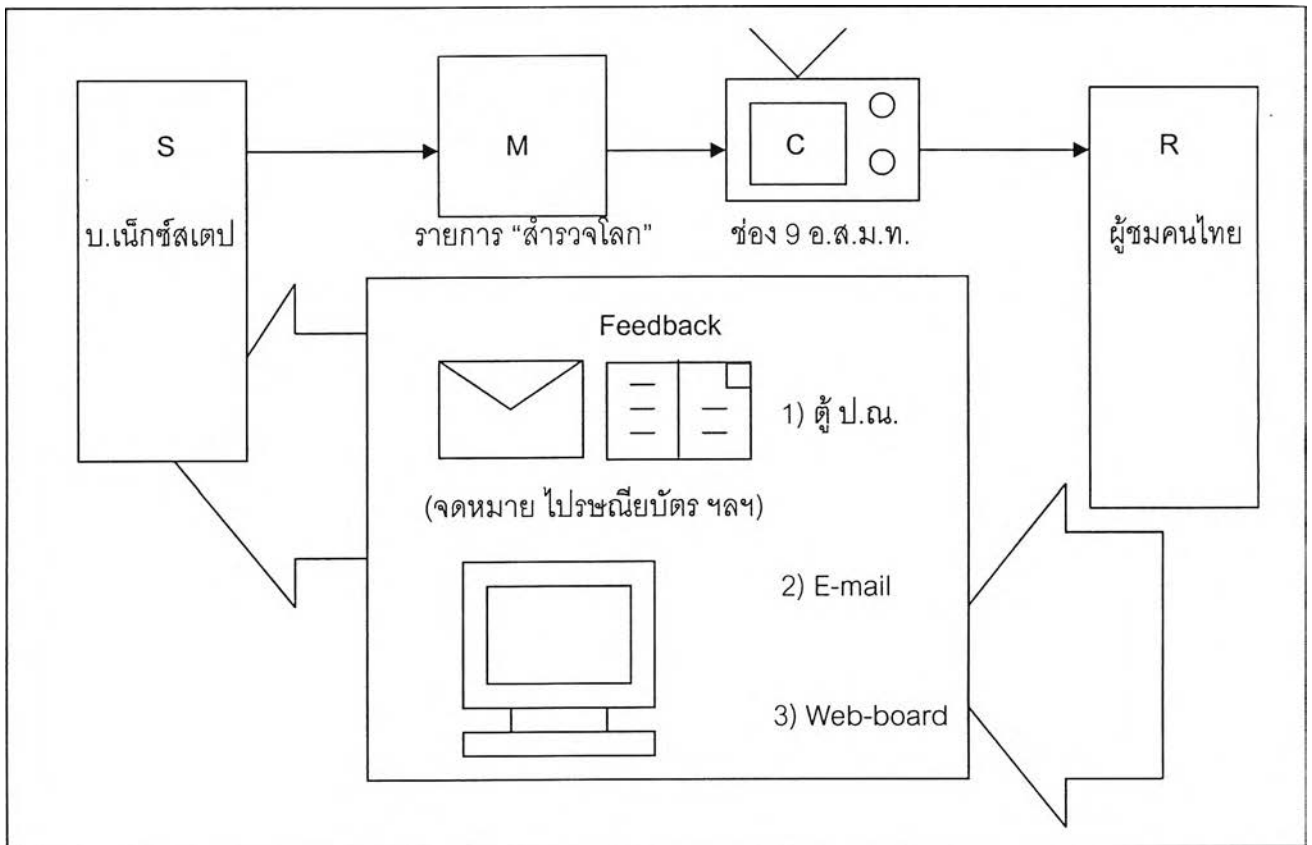 S
M
C
R
บ.เน็กซ์สเตป
รายการ “สำรวจโลก”
ช่อง 9 อ.ส.ม.ท.
ผู้ชมคนไทย
Feedback
1) ตู้ ป.ณ.
(จดหมาย ไปรษณียบัตร ฯลฯ)
2) E-mail
3) Web-board